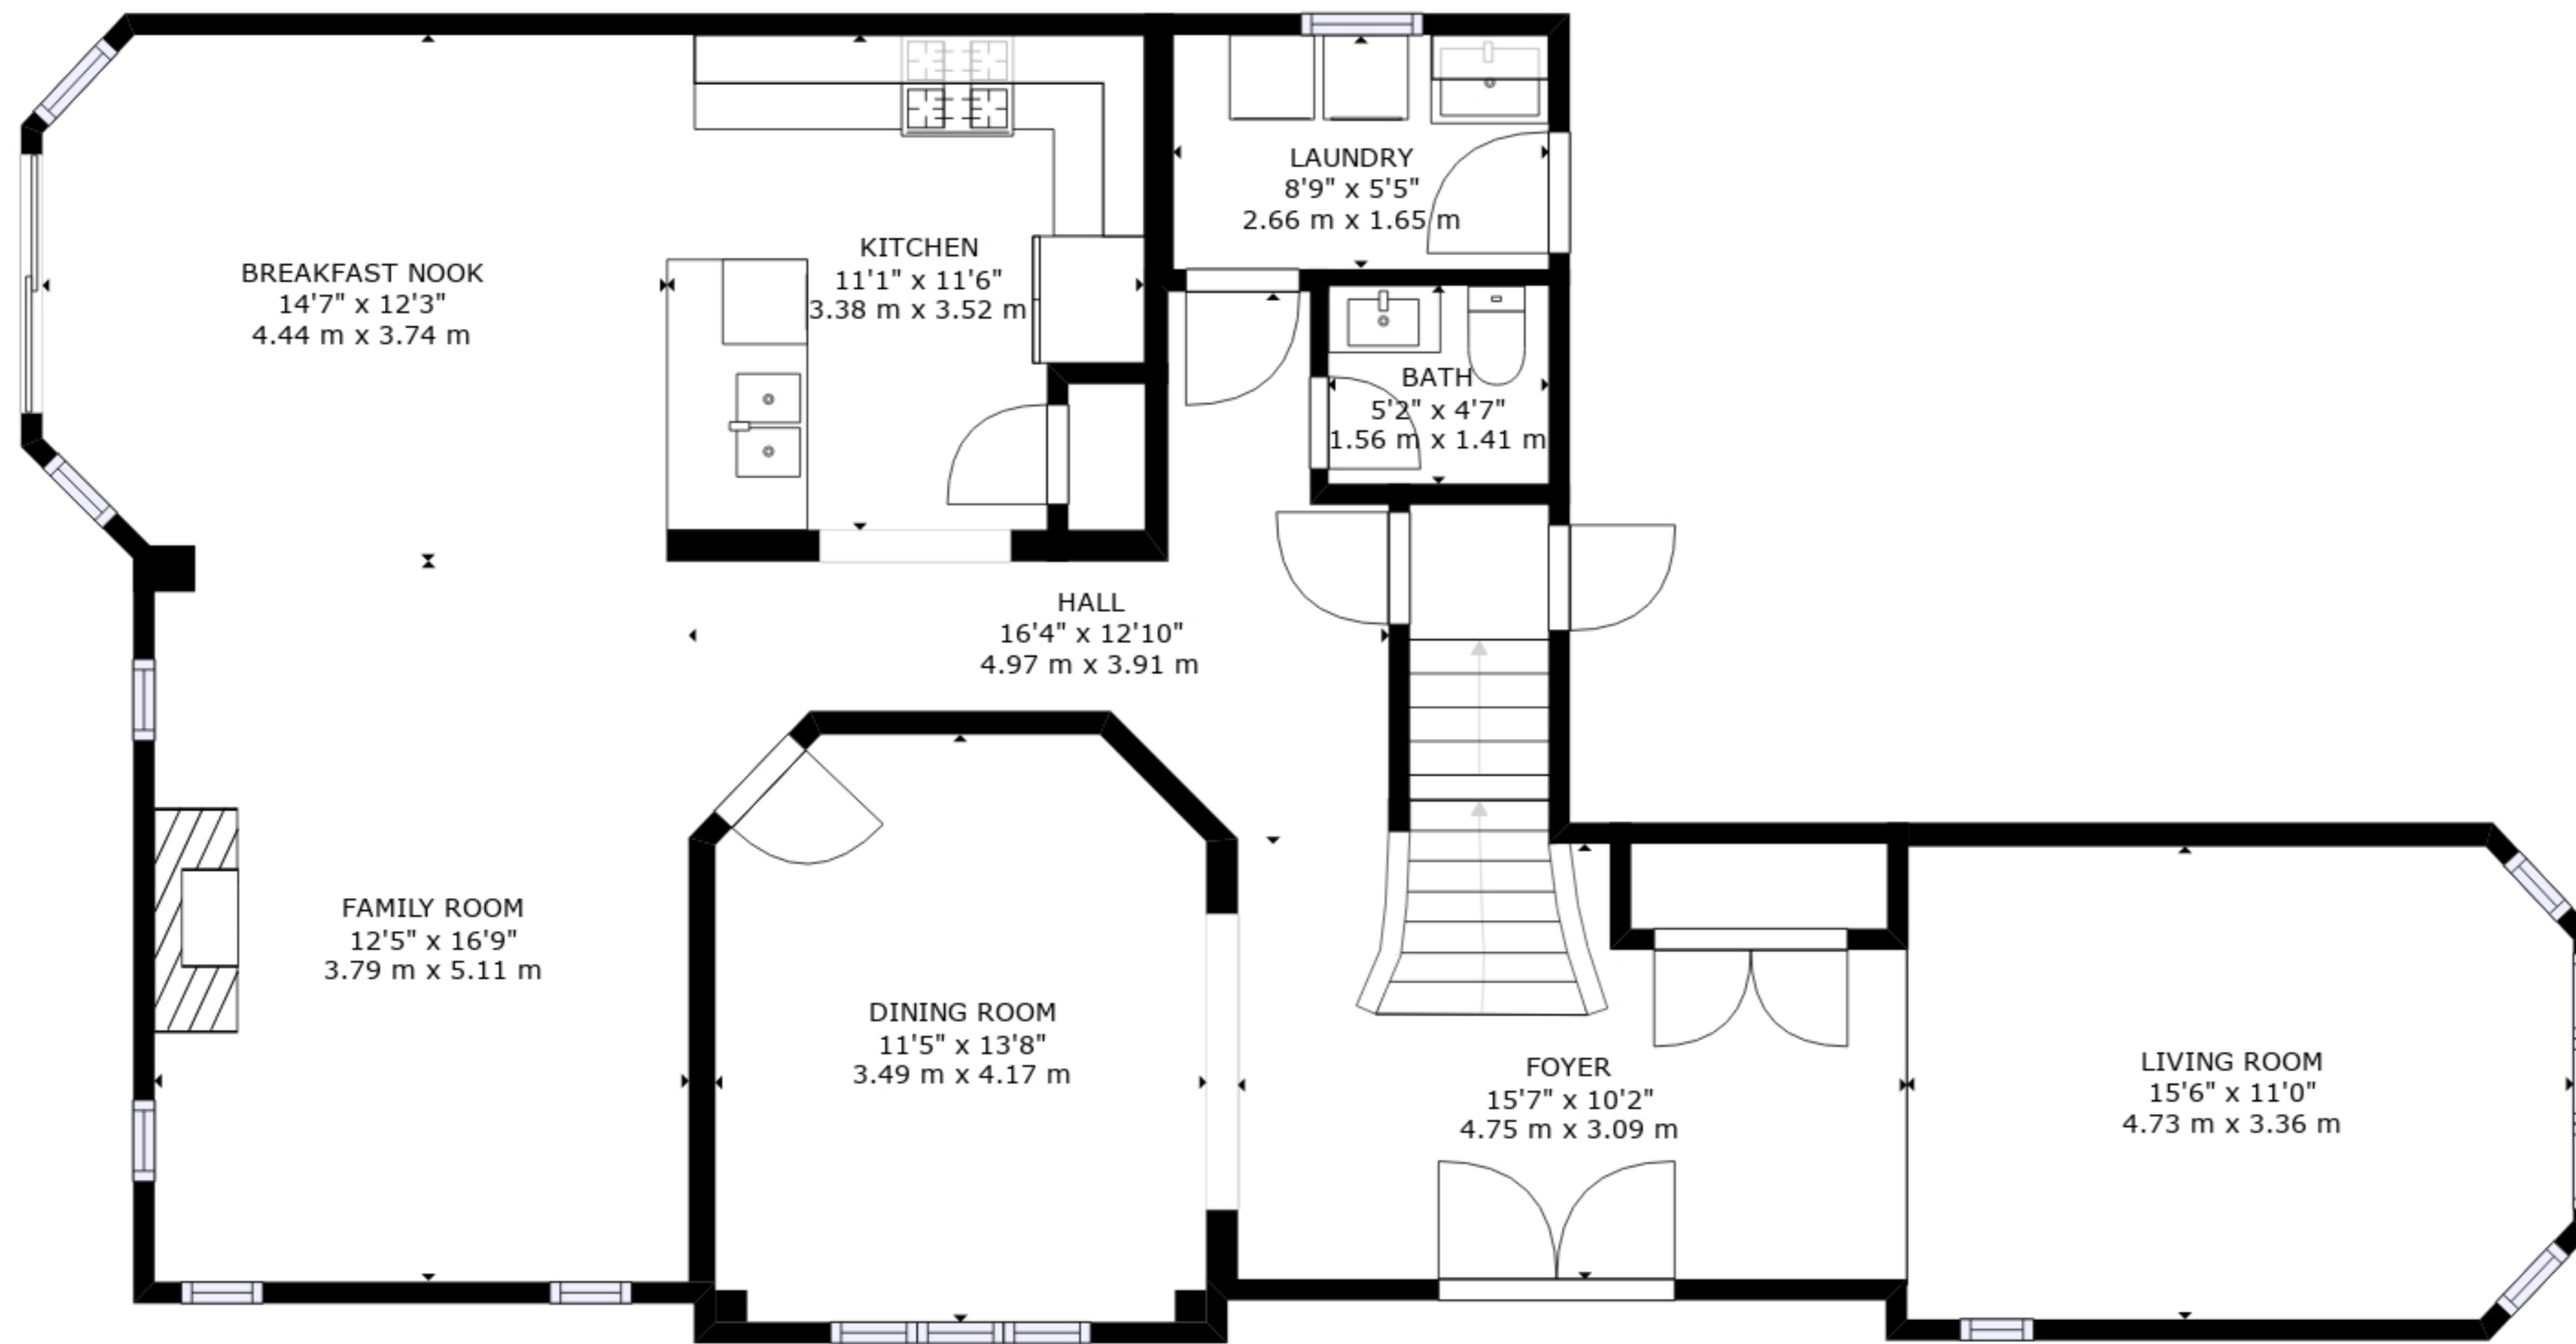 LAUNDRY
8'9" x 5'5"
2.66 m x 1.65 m
KITCHEN
11'1" x 11'6"
3.38 m x 3.52 m
BREAKFAST NOOK
14'7" x 12'3"
4.44 m x 3.74 m
BATH
5'2" x 4'7"
1.56 m x 1.41 m
HALL
16'4" x 12'10"
4.97 m x 3.91 m
FAMILY ROOM
12'5" x 16'9"
3.79 m x 5.11 m
DINING ROOM
11'5" x 13'8"
3.49 m x 4.17 m
FOYER
15'7" x 10'2"
4.75 m x 3.09 m
LIVING ROOM
15'6" x 11'0"
4.73 m x 3.36 m